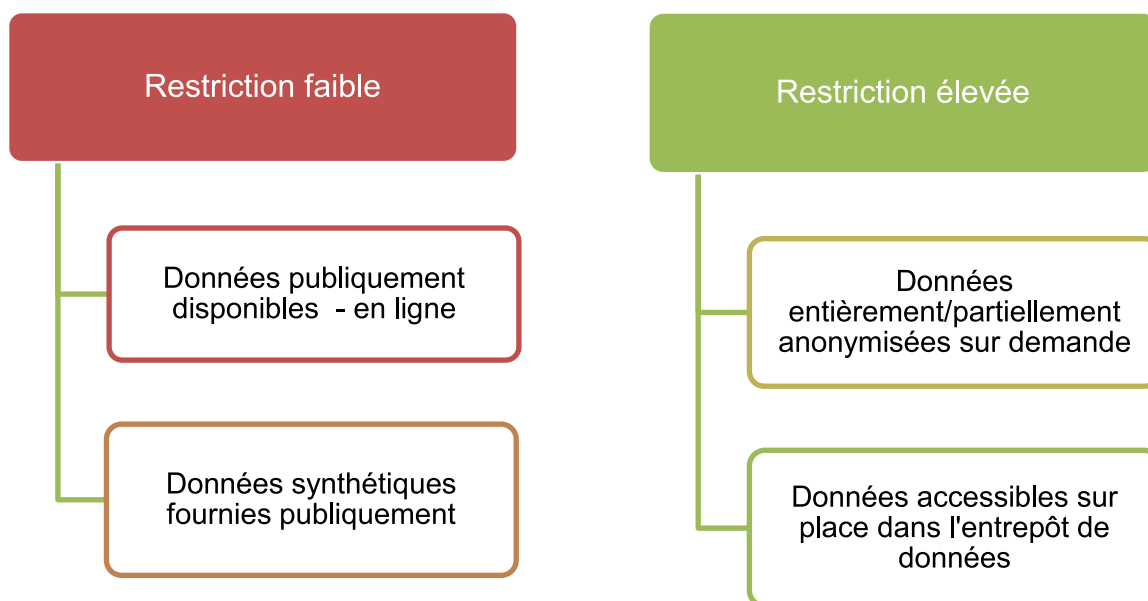 Restriction faible
Données publiquement
disponibles - en ligne
Données synthétiques
fournies publiquement
Restriction élevée
Données
entièrement/partiellement
anonymisées sur demande
Données accessibles sur
place dans l'entrepôt de
données